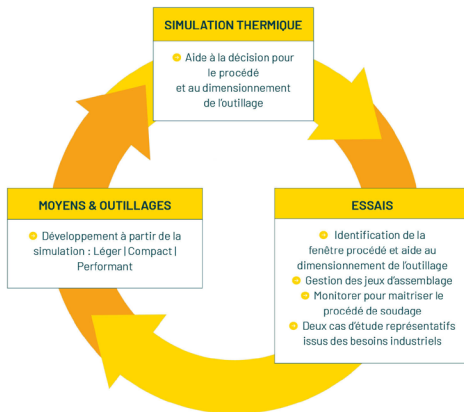 SIMULATION THERMIQUE
Aide à la décision pour
le procédé
et au dimensionnement
de l'outillage
MOYENS & OUTILLAGES
Développement à partir de la
simulation : Léger | Compact |
Performant
ESSAIS
Identification de la
fenêtre procédé et aide au
dimensionnement de l'outillage
Gestion des jeux d'assemblage
Monitorer pour maitriser le
procédé de soudage
Deux cas d'étude représentatifs
issus des besoins industriels